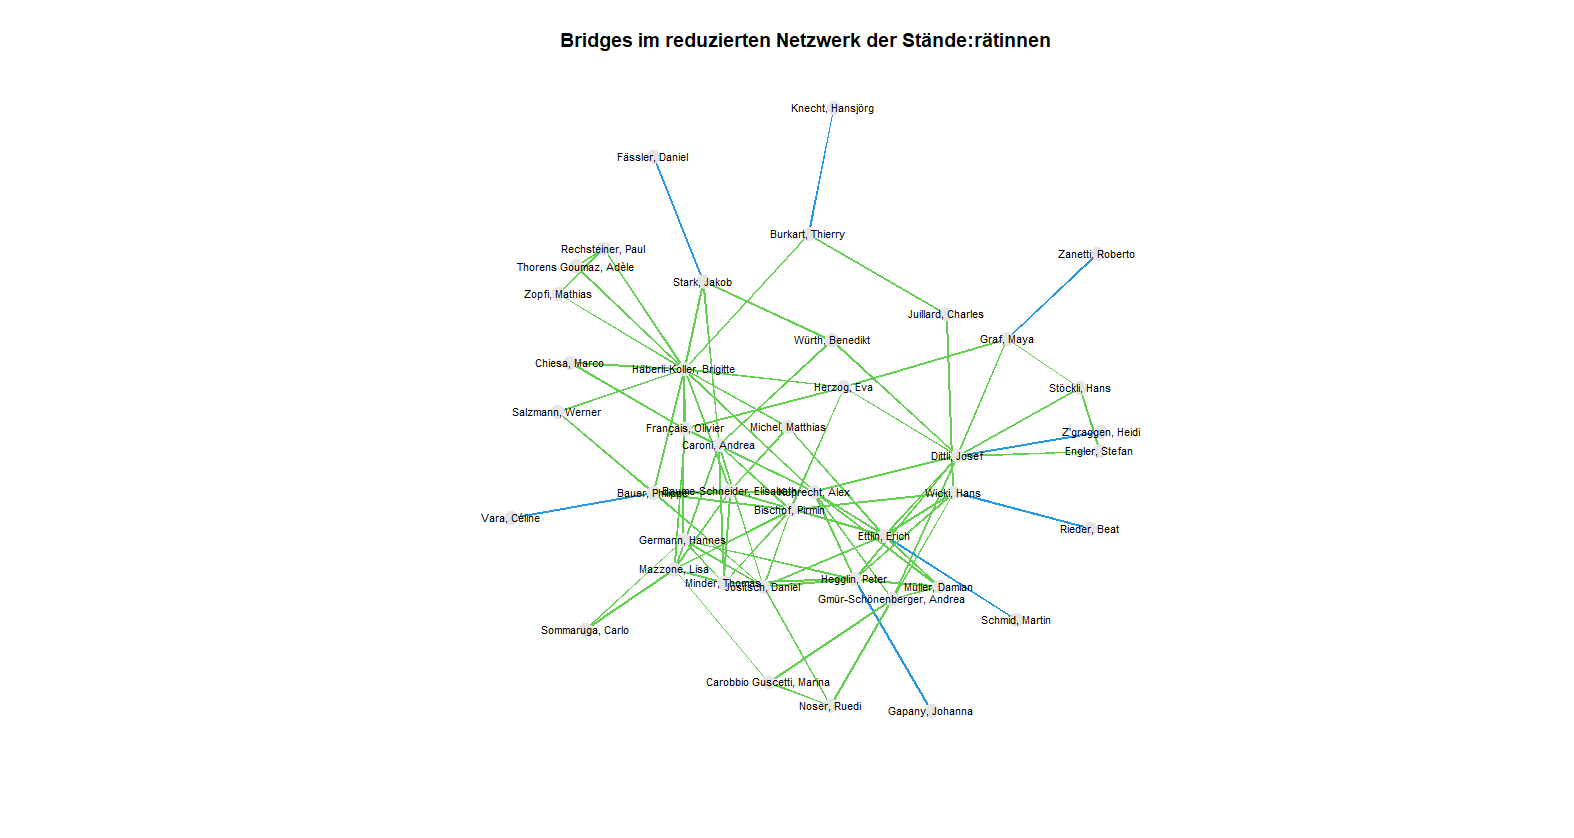 Bridges im reduzierten Netzwerk der Stände:rätinnen
Knecht, Hansjörg
Fässler, Daniel
Burkart, Thierry
Rechsteiner, Paul
Zanetti, Roberto
Thorens Goumaz, Adèle
Stark, Jakob
Zopfi, Mathias
Juillard, Charles
Würth, Benedikt
Graf, Maya
Chiesa, Marco
Häberli-Koller, Brigitte
Herzog, Eva
Stöckli, Hans
Salzmann, Werner
Français, Olivier
Michel, Matthias
Z'graggen, Heidi
Caroni, Andrea
Engler, Stefan
Dittli, Josef
Bauer, Philippe
Baume-Schneider, Elisabeth
Kuprecht, Alex
Wicki, Hans
Bischof, Pirmin
Vara, Céline
Rieder, Beat
Ettlin, Erich
Germann, Hannes
Mazzone, Lisa
Hegglin, Peter
Minder, Thomas
Jositsch, Daniel
Müller, Damian
Gmür-Schönenberger, Andrea
Schmid, Martin
Sommaruga, Carlo
Carobbio Guscetti, Marina
Noser, Ruedi
Gapany, Johanna